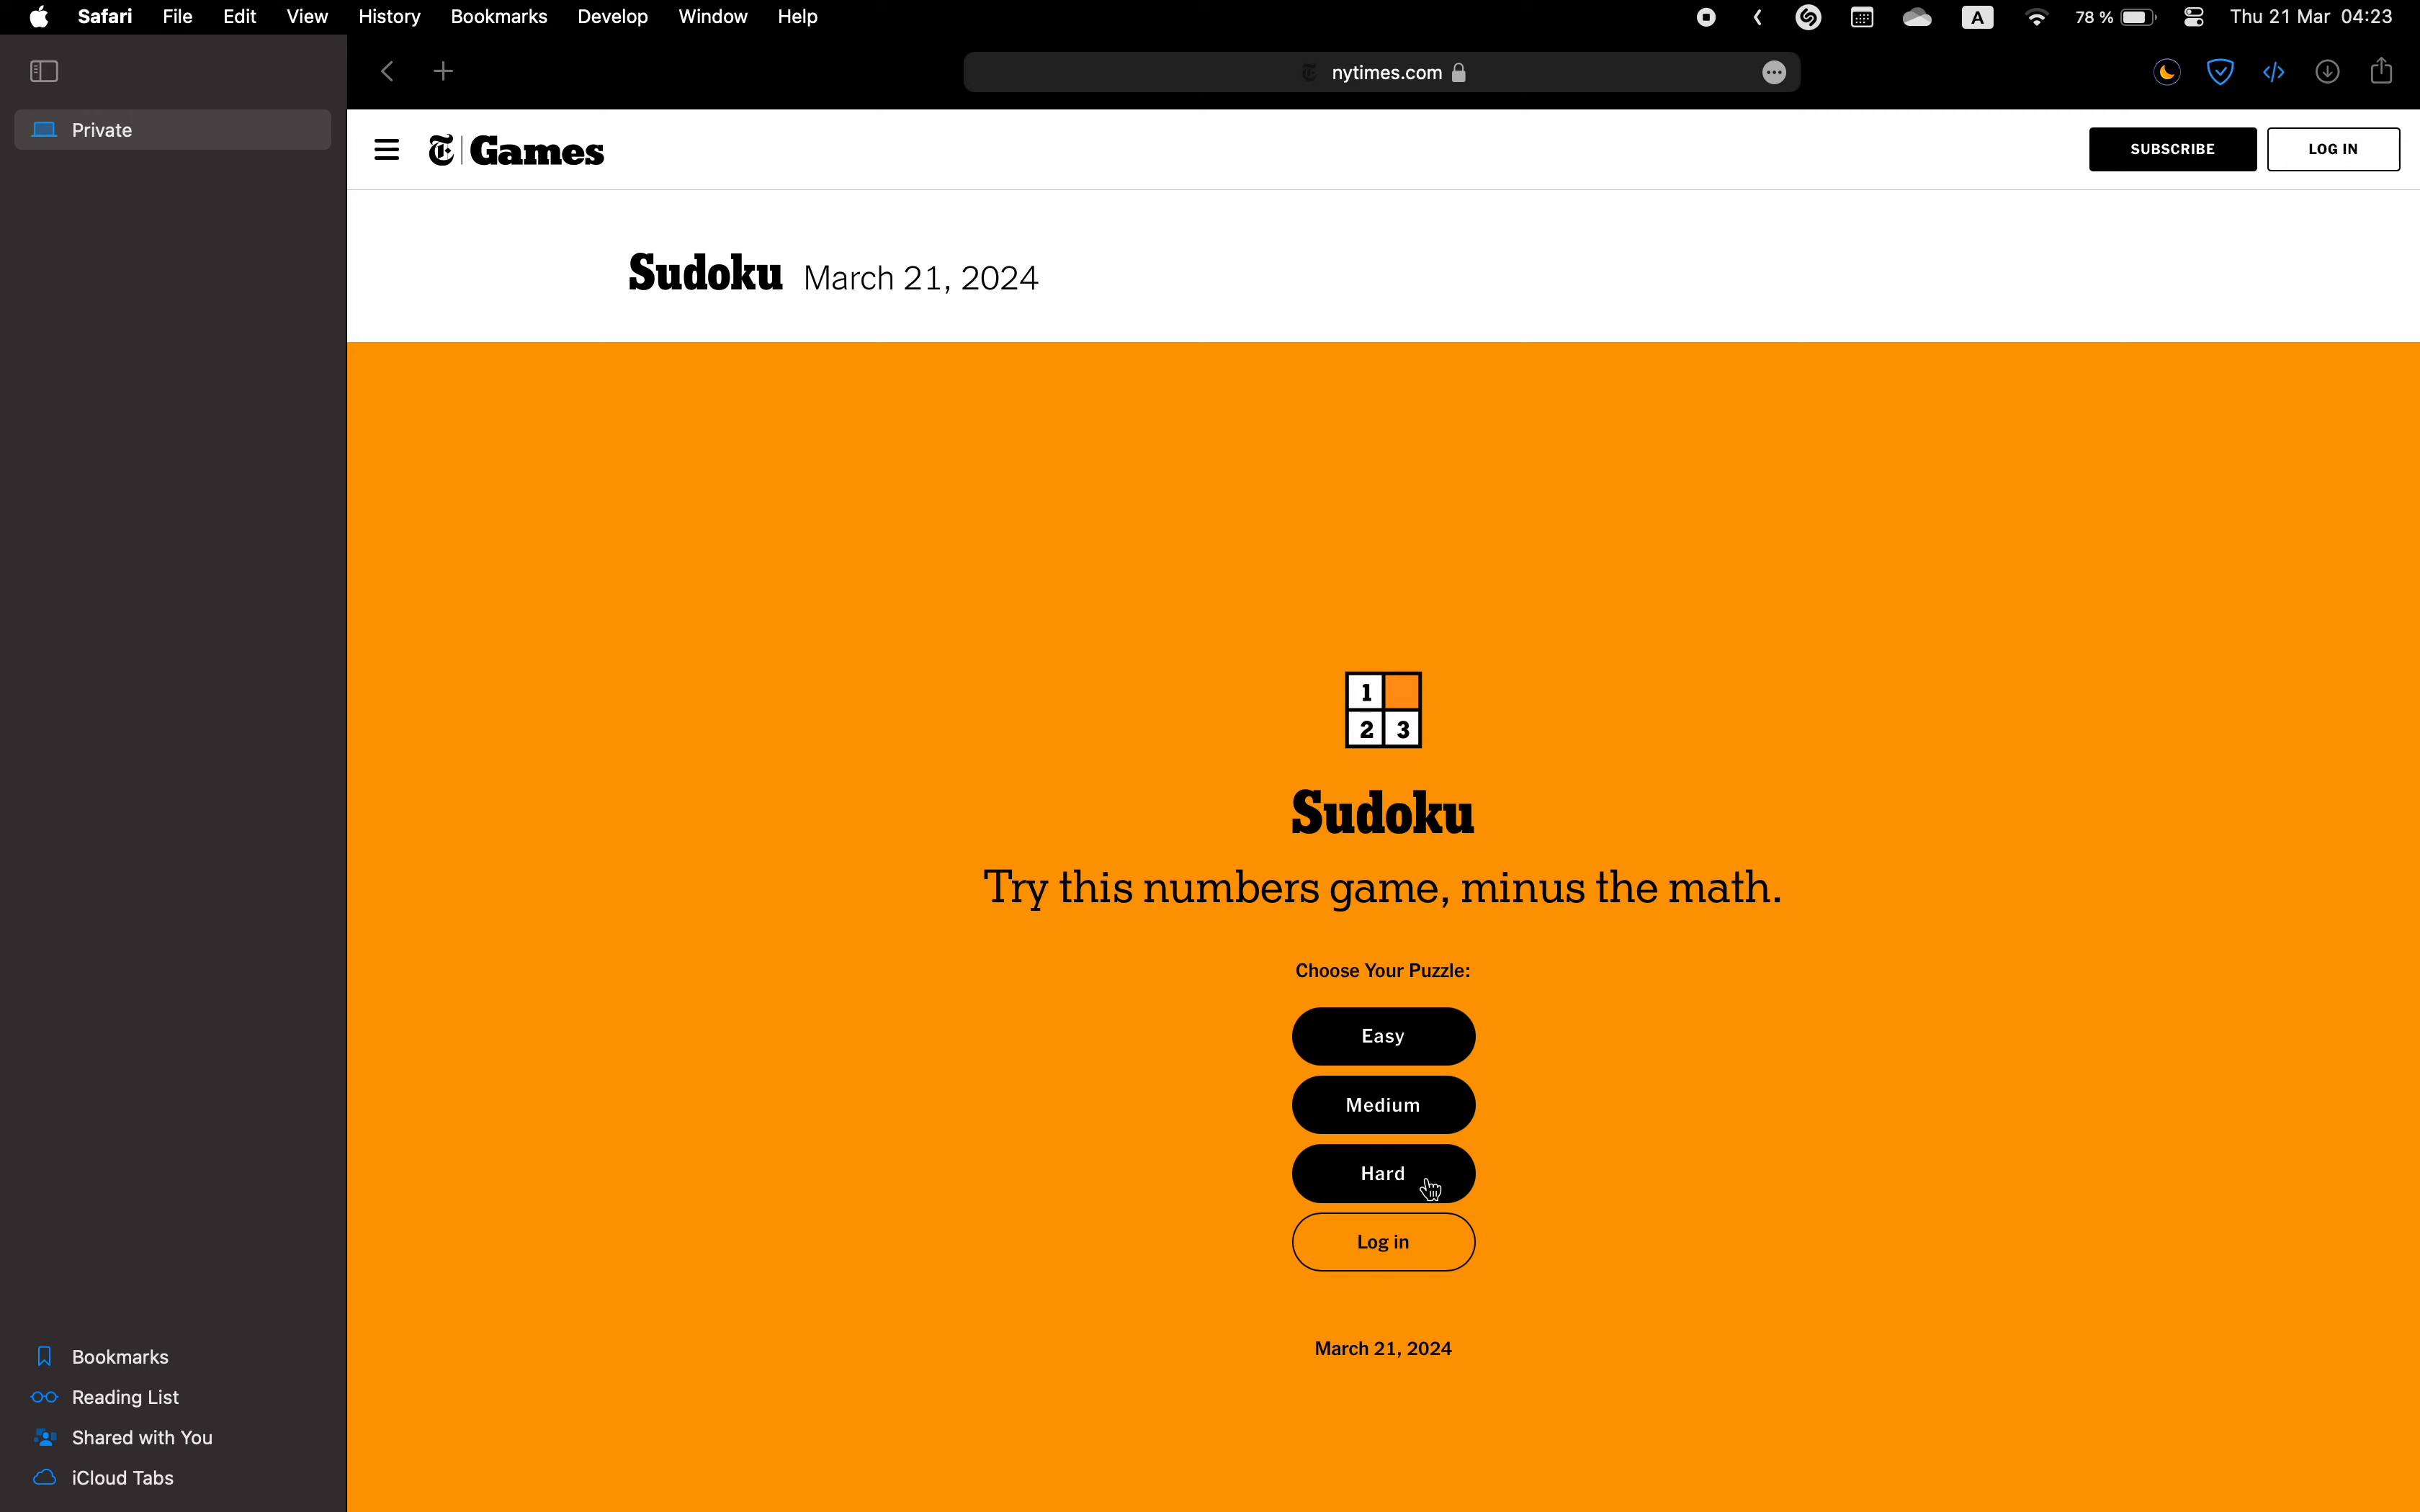 Safari File Edit View History Bookmarks Develop Window Help A 78 % Thu 21 Mar 04:23
nytimes.com
Private
T Games SUBSCRIBE LOG IN
Sudoku March 21, 2024
1
2 3
Sudoku
Try this numbers game, minus the math.
Choose Your Puzzle:
Easy
Medium
Hard
Log in
March 21, 2024
Bookmarks
Reading List
Shared with You
iCloud Tabs